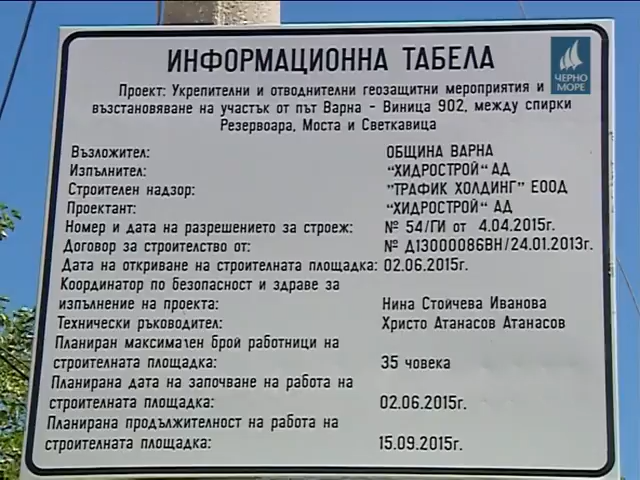 ИНФОРМАЦИОННА ТАБЕЛА
ЧЕРНО
МОРЕ
Проект: Укрепителни и отводнителни геозащитни мероприятия и
възстановяване на участък от път Варна - Виница 902, между спирки
Резервоара, Моста и Светкавица
Възложител: ОБЩИНА ВАРНА
Изпълнител: "ХИДРОСТРОЙ" АД
Строителен надзор: "ТРАФИК ХОЛДИНГ" ЕООД
Проектант: "ХИДРОСТРОЙ" АД
Номер и дата на разрешението за строеж: № 54/ГИ от 4.04.2015г.
Договор за строителство от: № Д13000086ВН/24.01.2013г.
Дата на откриване на строителната площадка: 02.06.2015г.
Координатор по безопасност и здраве за
изпълнение на проекта: Нина Стойчева Иванова
Технически ръководител: Христо Атанасов Атанасов
Планиран максимален брой работници на
строителната площадка: 35 човека
Планирана дата на започване на работа на
строителната площадка: 02.06.2015г.
Планирана продължителност на работа на
строителната площадка: 15.09.2015г.